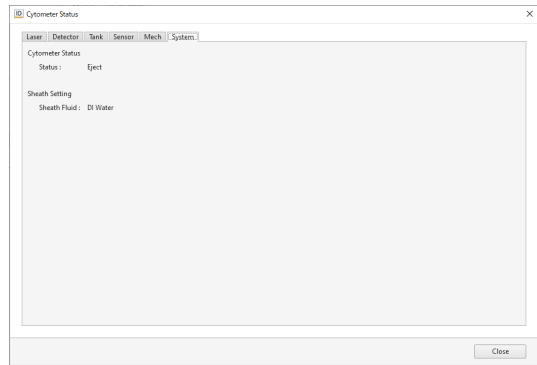 ID Cytometer Status
Laser Detector Tank Sensor Mech System
Cytometer Status
Status : Eject
Sheath Setting
Sheath Fluid : DI Water
Close